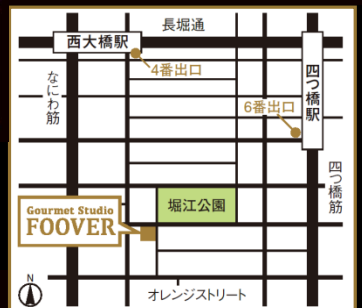 長堀通
西大橋駅
4番出口
なにわ筋
四つ橋駅
6番出口
四つ橋筋
堀江公園
Gourmet Studio
FOOVER
オレンジストリート
N